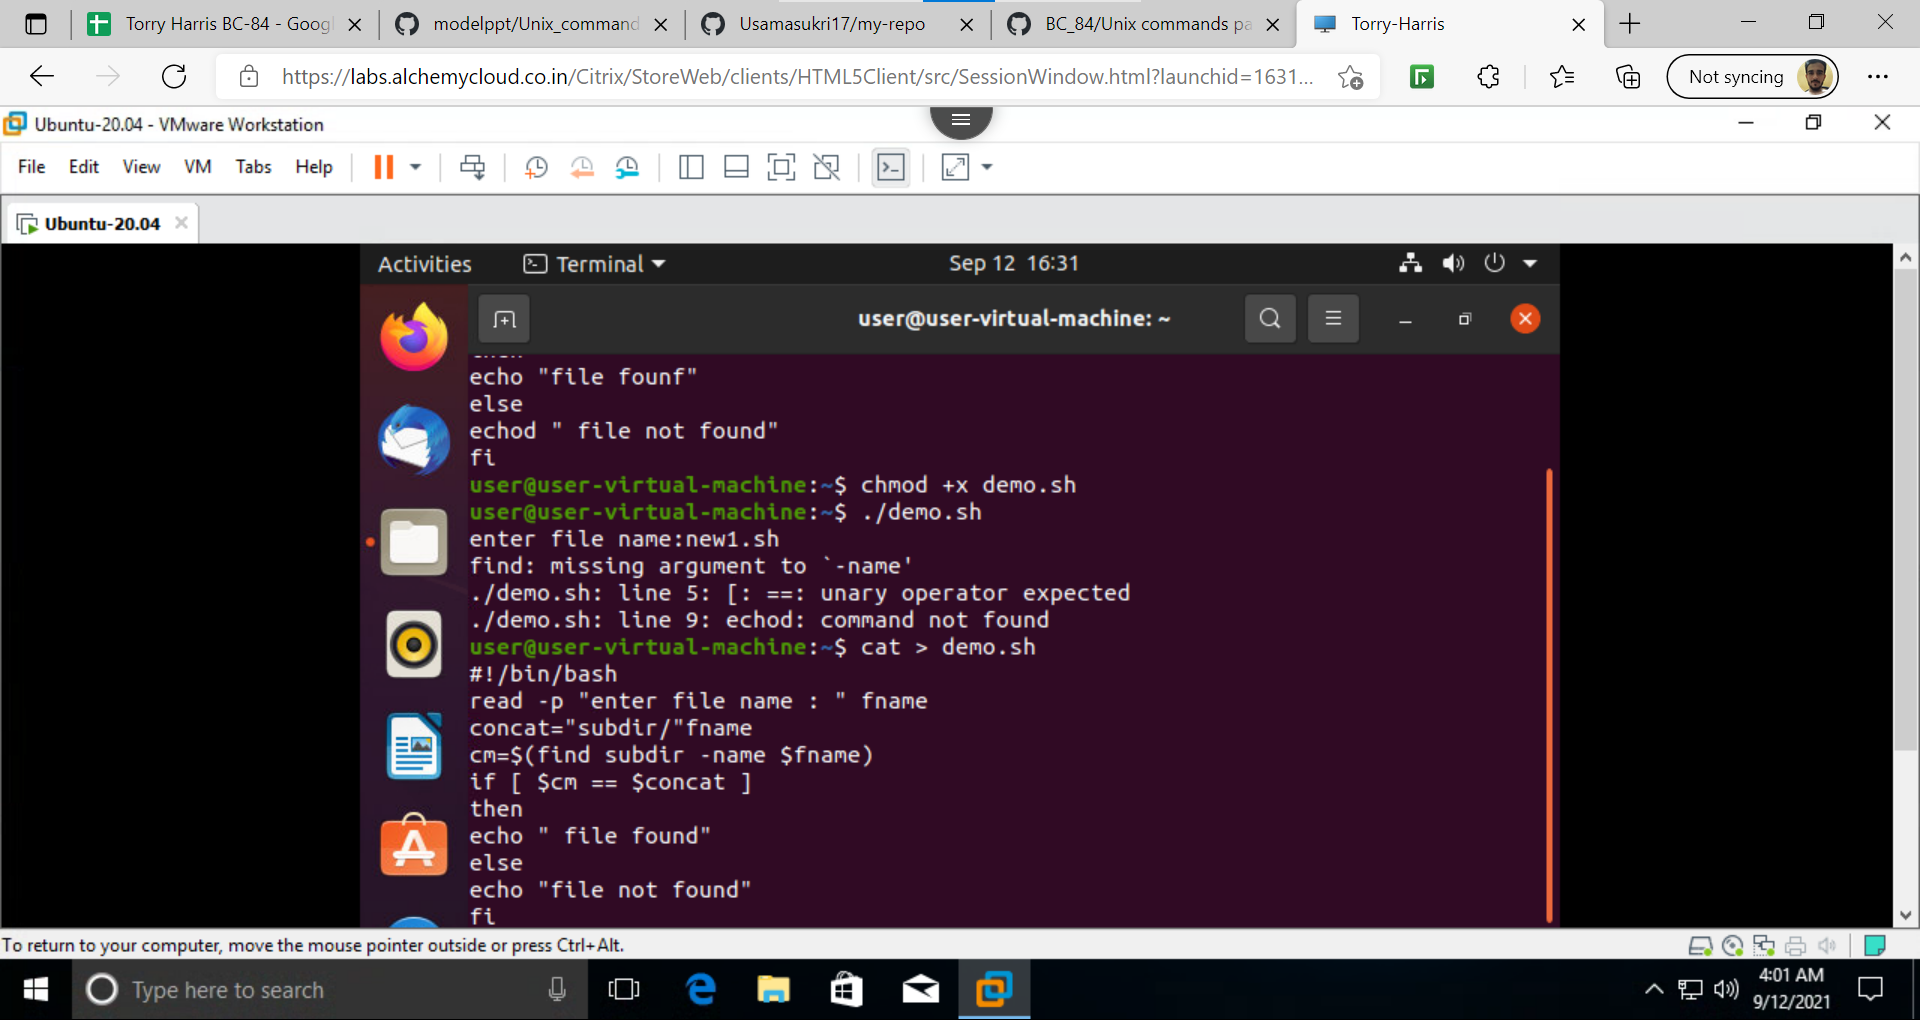 Torry Harris BC-84 - Goog
modelppt/Unix_command
Usamasukri17/my-repo
BC_84/Unix commands pa
Torry-Harris
https://labs.alchemycloud.co.in/Citrix/StoreWeb/clients/HTML5Client/src/SessionWindow.html?launchid=1631...
Not syncing
Ubuntu-20.04 - VMware Workstation
File Edit View VM Tabs Help
Ubuntu-20.04
Activities Terminal Sep 12 16:31
user@user-virtual-machine: ~
echo "file founf"
else
echod " file not found"
fi
user@user-virtual-machine:~$ chmod +x demo.sh
user@user-virtual-machine:~$ ./demo.sh
enter file name:new1.sh
find: missing argument to `-name'
./demo.sh: line 5: [: ==: unary operator expected
./demo.sh: line 9: echod: command not found
user@user-virtual-machine:~$ cat > demo.sh
#!/bin/bash
read -p "enter file name : " fname
concat="subdir/"fname
cm=$(find subdir -name $fname)
if [ $cm == $concat ]
then
echo " file found"
else
echo "file not found"
fi
To return to your computer, move the mouse pointer outside or press Ctrl+Alt.
Type here to search
4:01 AM
9/12/2021